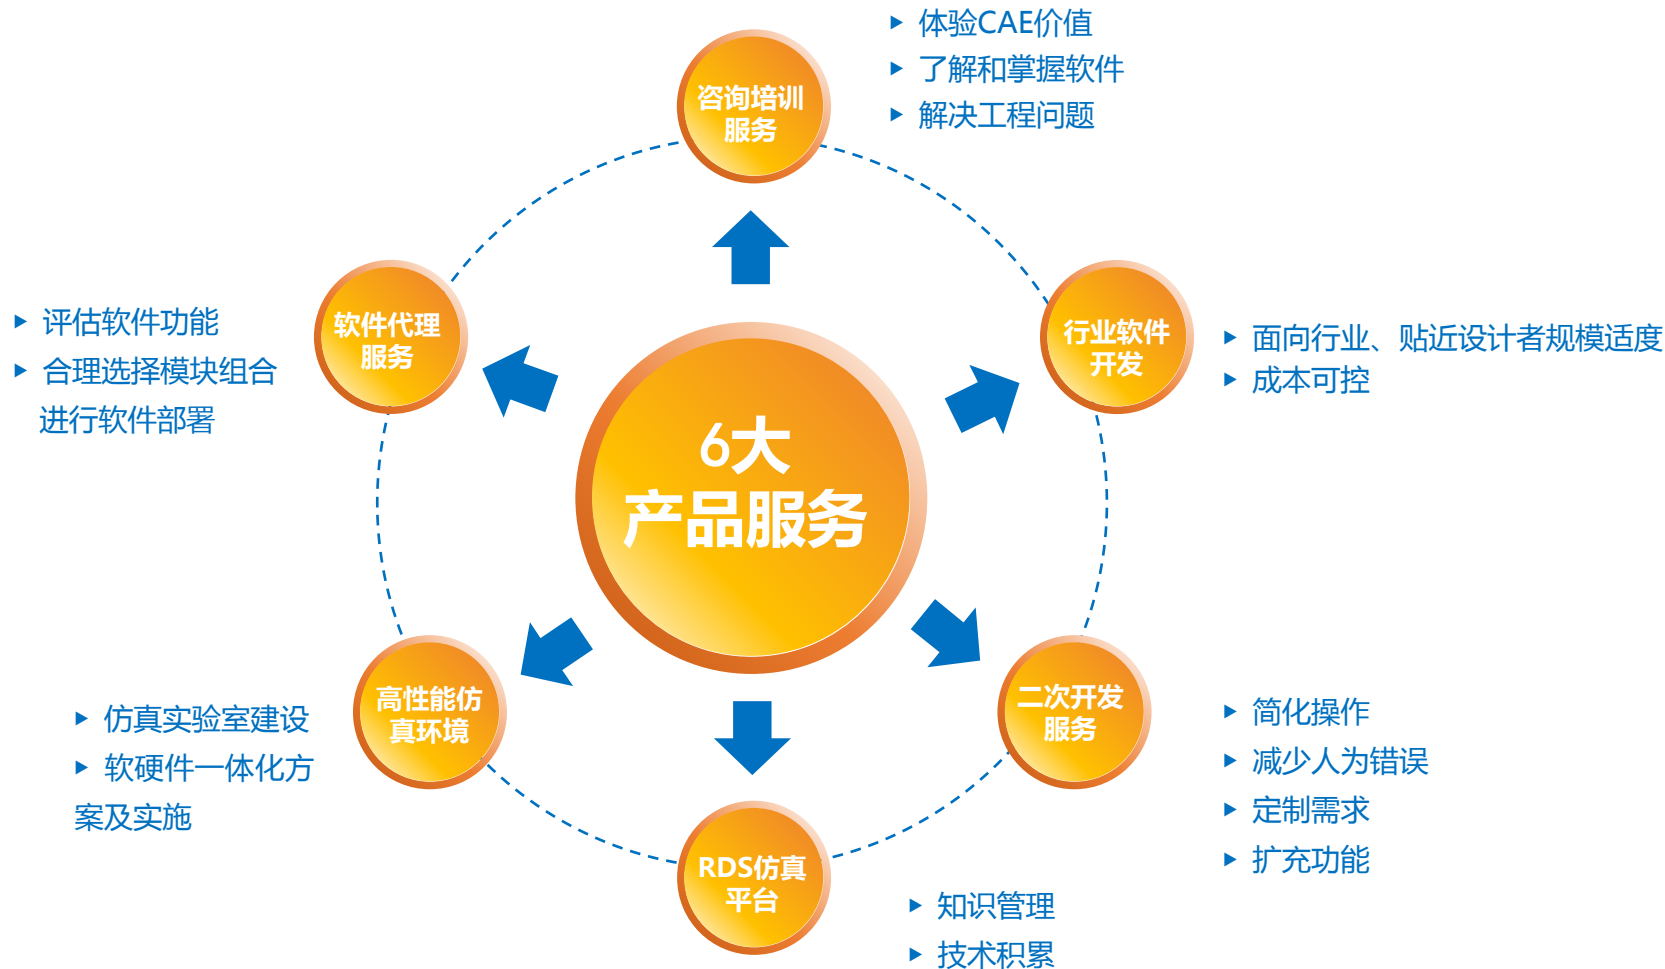 体验CAE价值
了解和掌握软件
解决工程问题
咨询培训
服务
软件代理
服务
评估软件功能
合理选择模块组合
进行软件部署
行业软件
开发
面向行业、贴近设计者规模适度
成本可控
6大
产品服务
高性能仿
真环境
仿真实验室建设
软硬件一体化方
案及实施
二次开发
服务
简化操作
减少人为错误
定制需求
扩充功能
RDS仿真
平台
知识管理
技术积累